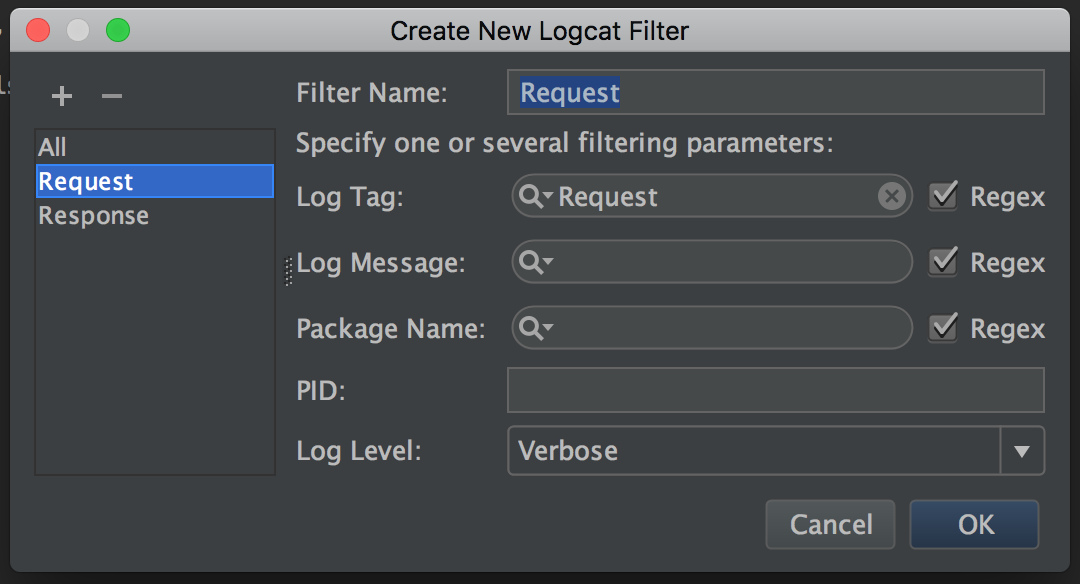 Create New Logcat Filter
Filter Name: Request
All
Request
Response
Specify one or several filtering parameters:
Log Tag: Request Regex
Log Message: Regex
Package Name: Regex
PID:
Log Level: Verbose
Cancel OK